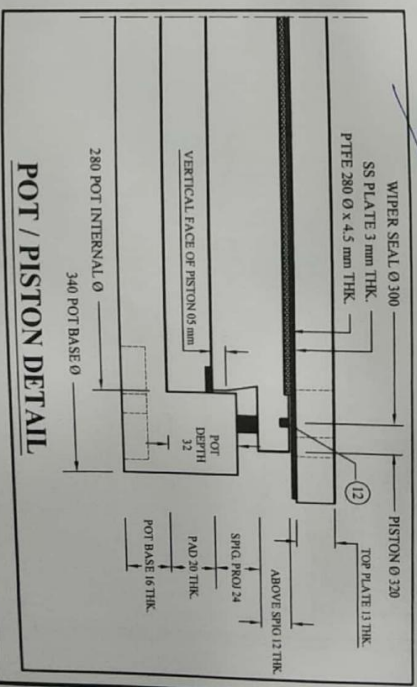 WIPER SEAL Ø 300
SS PLATE 3 mm THK.
PTFE 280 Ø x 4.5 mm THK.
PISTON Ø 320
12
TOP PLATE 13 THK.
ABOVE SPIG 12 THK.
SPIG. PROJ 24
PAD 20 THK.
POT BASE 16 THK.
VERTICAL FACE OF PISTON 05 mm
POT
DEPTH
32
280 POT INTERNAL Ø
340 POT BASE Ø
POT / PISTON DETAIL